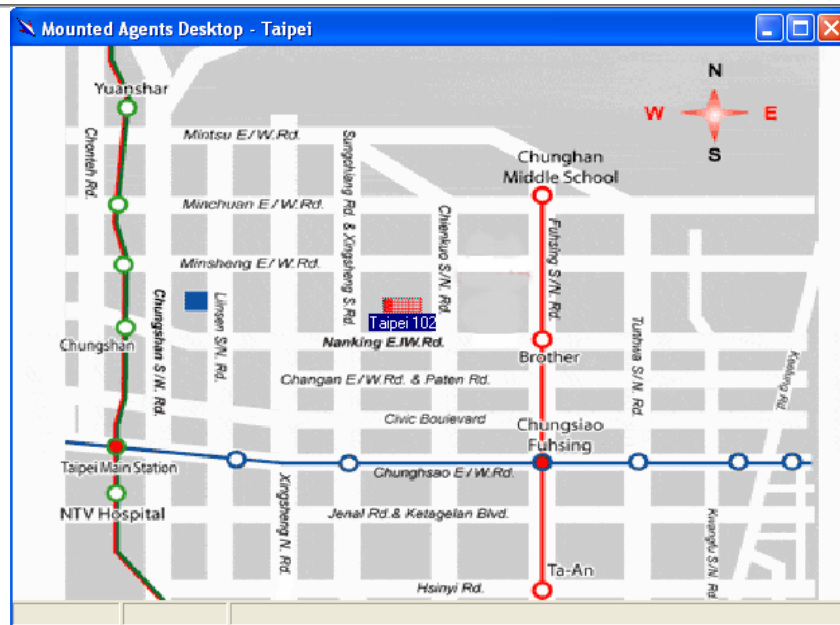 Mounted Agents Desktop - Taipei
Yuanshar
N
W
E
S
Chonteh Rd.
Mintsu E/W.Rd.
Sungchiang Rd. & Xingsheng S.Rd.
Chunghan
Middle School
Minchuan E/W.Rd.
Chienkuo S/N. Rd.
Fuhsing S/N. Rd.
Minsheng E/W.Rd.
Chungshan S/W. Rd.
Linsen S/N. Rd.
Taipei 102
Tunhwa S/N. Rd.
Chungshan
Nanking E/W.Rd.
Brother
Keelung Rd
Changan E/W.Rd. & Paten Rd.
Civic Boulevard
Chungsiao
Fuhsing
Taipei Main Station
Chunghsao E/W.Rd.
Xingsheng N. Rd.
NTV Hospital
Jenal Rd.& Ketagelan Blvd.
Kwangfu S/N Rd.
Ta-An
Hsinyi Rd.